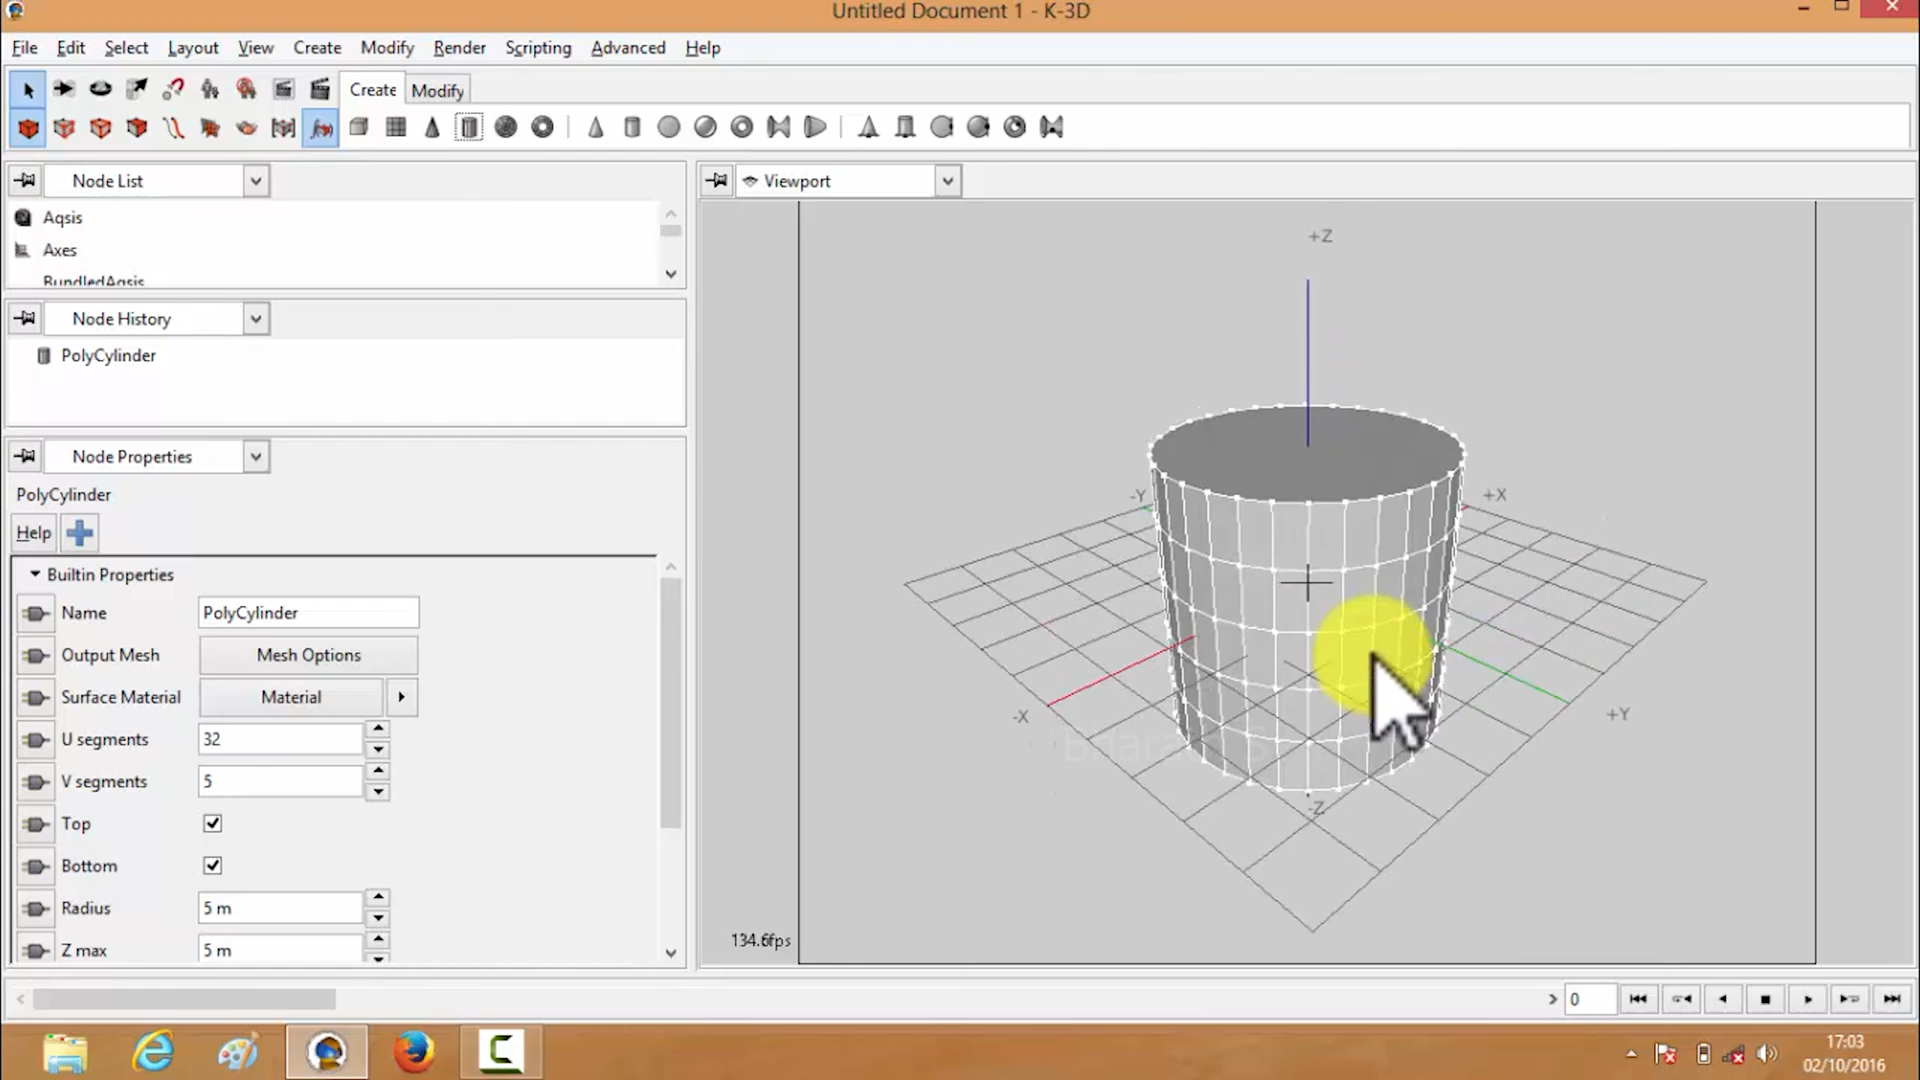 Untitled Document 1 - K-3D
File Edit Select Layout View Create Modify Render Scripting Advanced Help
Create Modify
Node List
Viewport
Aqsis
Axes
BundledAqsis
Node History
PolyCylinder
Node Properties
PolyCylinder
Help
Builtin Properties
Name PolyCylinder
Output Mesh Mesh Options
Surface Material Material
U segments 32
V segments 5
Top
Bottom
Radius 5 m
Z max 5 m
+Z
-Y
+X
-X
+Y
-Z
0
17:03
02/10/2016